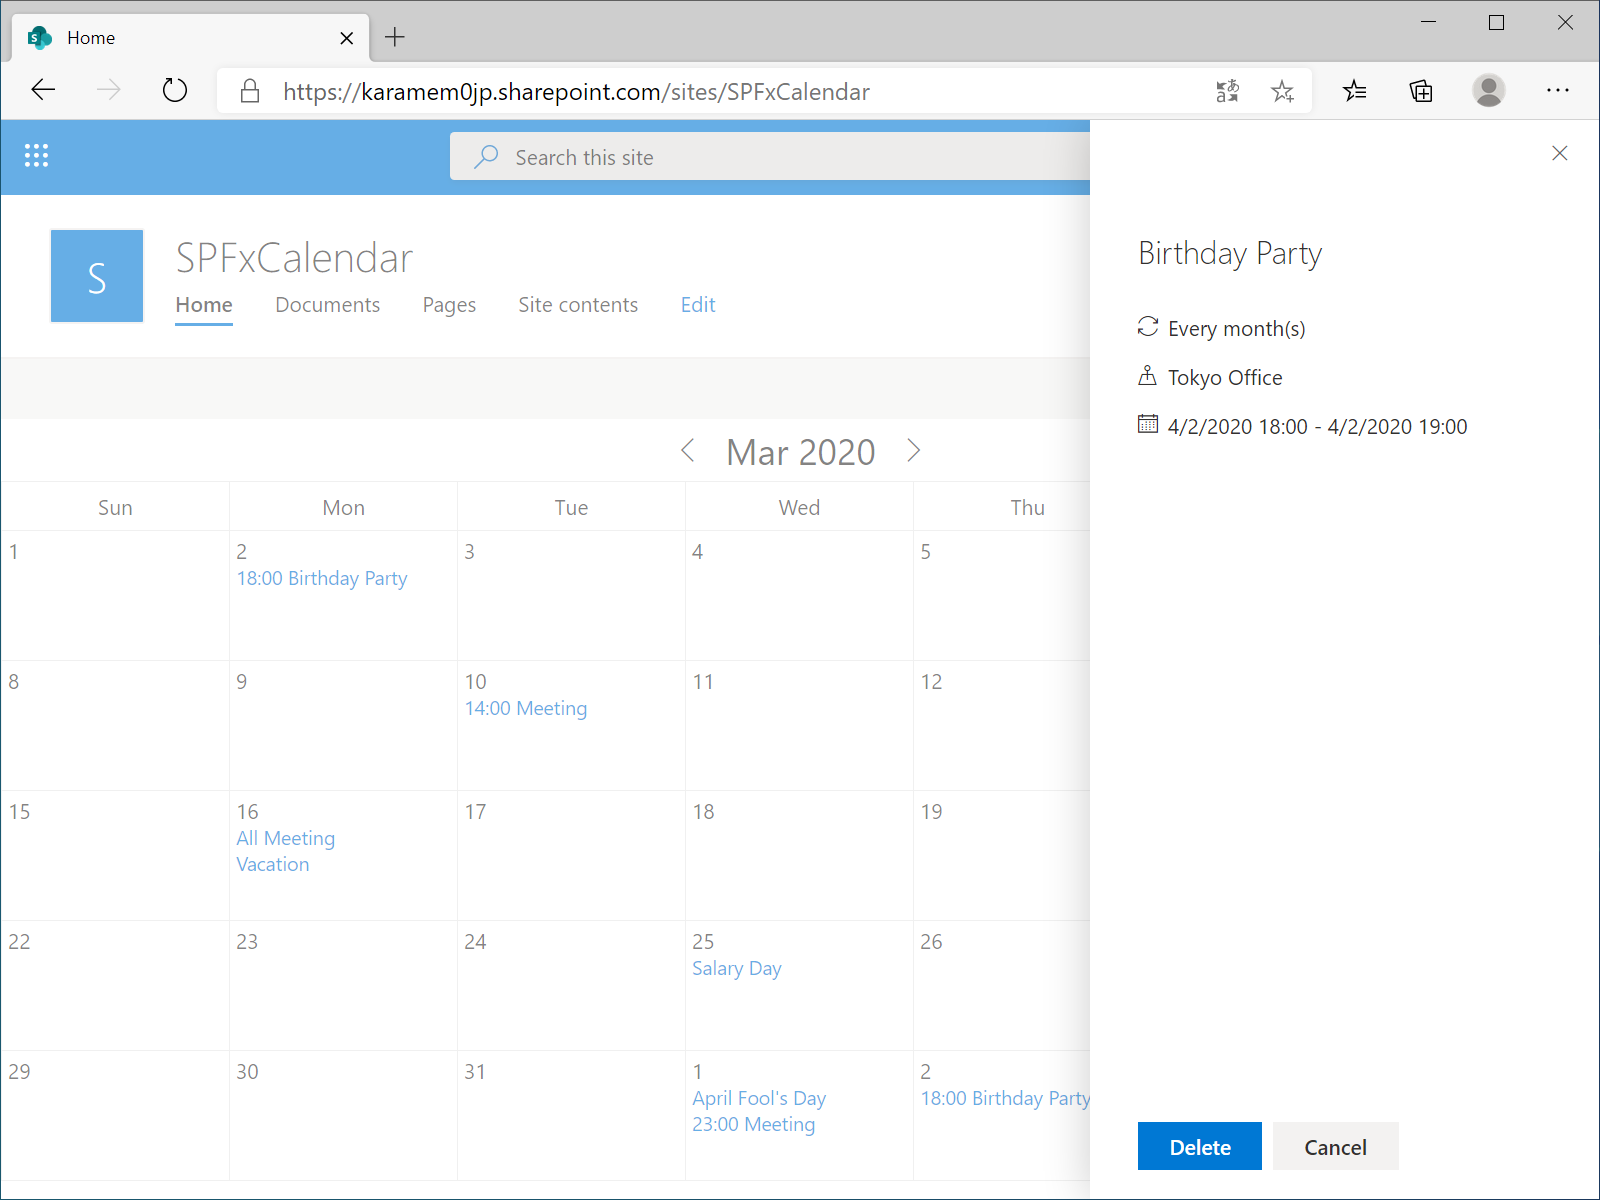 Home
https://karamem0jp.sharepoint.com/sites/SPFxCalendar
Search this site
S
SPFxCalendar
Home Documents Pages Site contents Edit
Mar 2020
Sun Mon Tue Wed Thu
1 2 3 4 5
18:00 Birthday Party
8 9 10 11 12
14:00 Meeting
15 16 17 18 19
All Meeting
Vacation
22 23 24 25 26
Salary Day
29 30 31 1 2
April Fool's Day 18:00 Birthday Party
23:00 Meeting
Birthday Party
Every month(s)
Tokyo Office
4/2/2020 18:00 - 4/2/2020 19:00
Delete Cancel